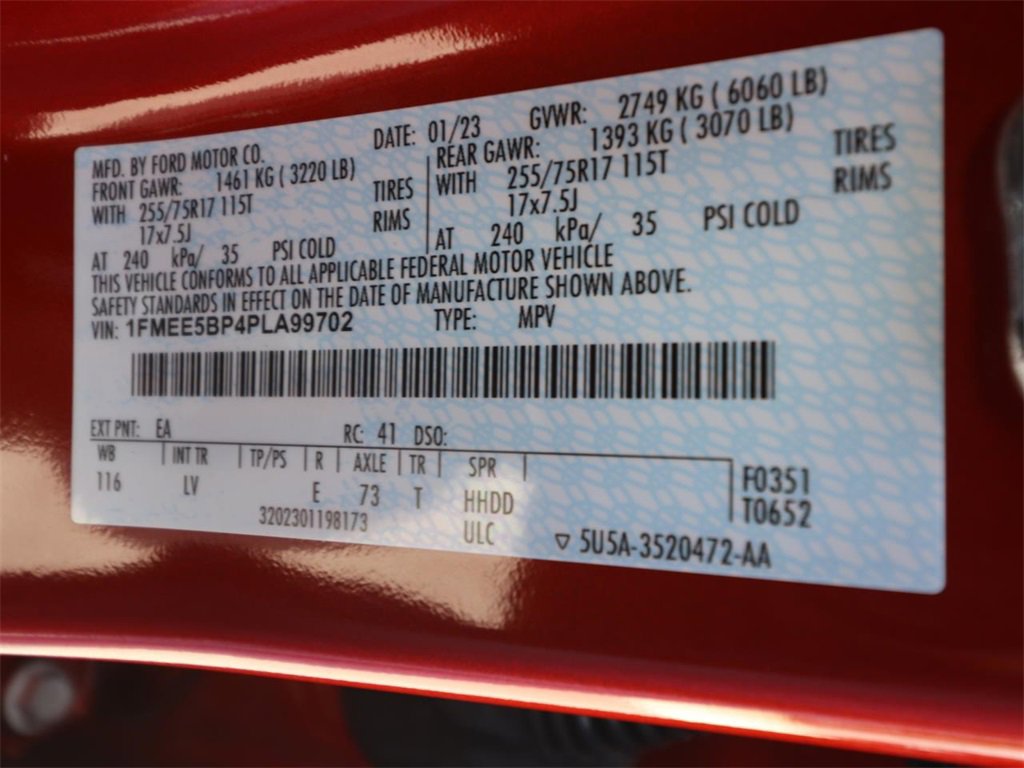 DATE: 01/23 GVWR: 2749 KG ( 6060 LB)
MFD. BY FORD MOTOR CO.
FRONT GAWR: 1461 KG ( 3220 LB)
WITH 255/75R17 115T TIRES
17x7.5J RIMS
AT 240 kPa/ 35 PSI COLD
REAR GAWR: 1393 KG ( 3070 LB)
WITH 255/75R17 115T TIRES
17x7.5J RIMS
AT 240 kPa/ 35 PSI COLD
THIS VEHICLE CONFORMS TO ALL APPLICABLE FEDERAL MOTOR VEHICLE
SAFETY STANDARDS IN EFFECT ON THE DATE OF MANUFACTURE SHOWN ABOVE.
VIN: 1FMEE5BP4PLA99702 TYPE: MPV
EXT PNT: EA RC: 41 DSO:
WB INT TR TP/PS R AXLE TR SPR
116 LV E 73 T HHDD
F0351
T0652
3202301198173 ULC
▽ 5U5A-3520472-AA